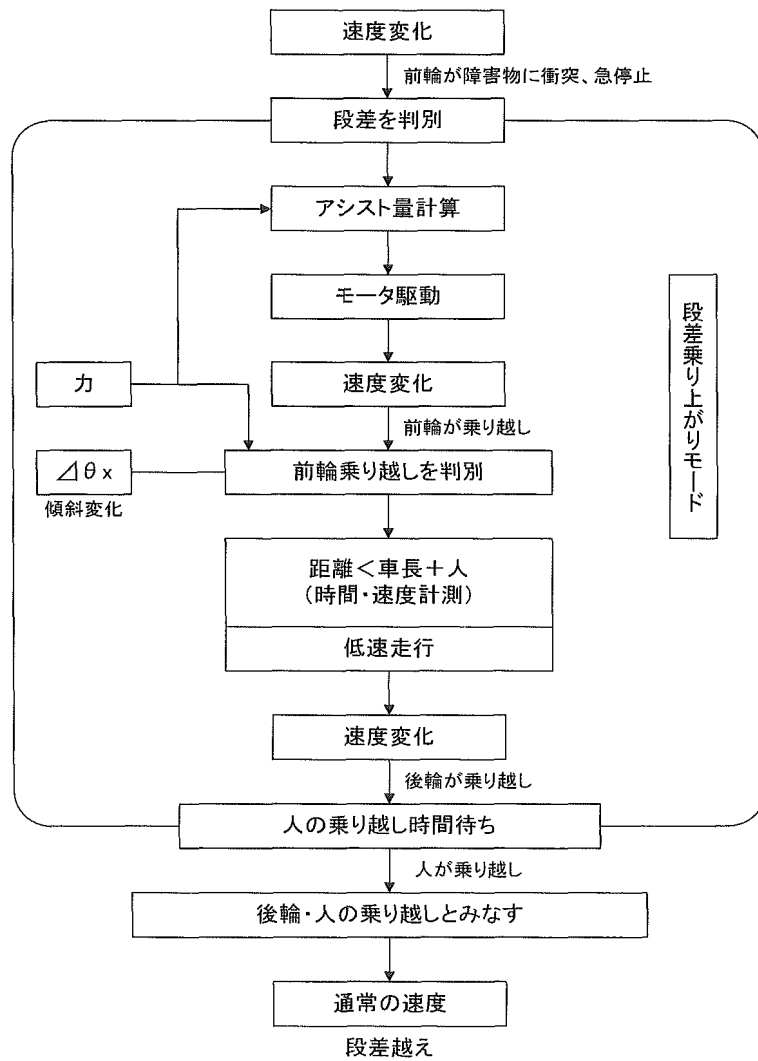 速度変化
前輪が障害物に衝突、急停止
段差を判別
アシスト量計算
モータ駆動
段差乗り上がりモード
力
速度変化
前輪が乗り越し
⊿θx
前輪乗り越しを判別
傾斜変化
距離<車長+人
(時間・速度計測)
低速走行
速度変化
後輪が乗り越し
人の乗り越し時間待ち
人が乗り越し
後輪・人の乗り越しとみなす
通常の速度
段差越え